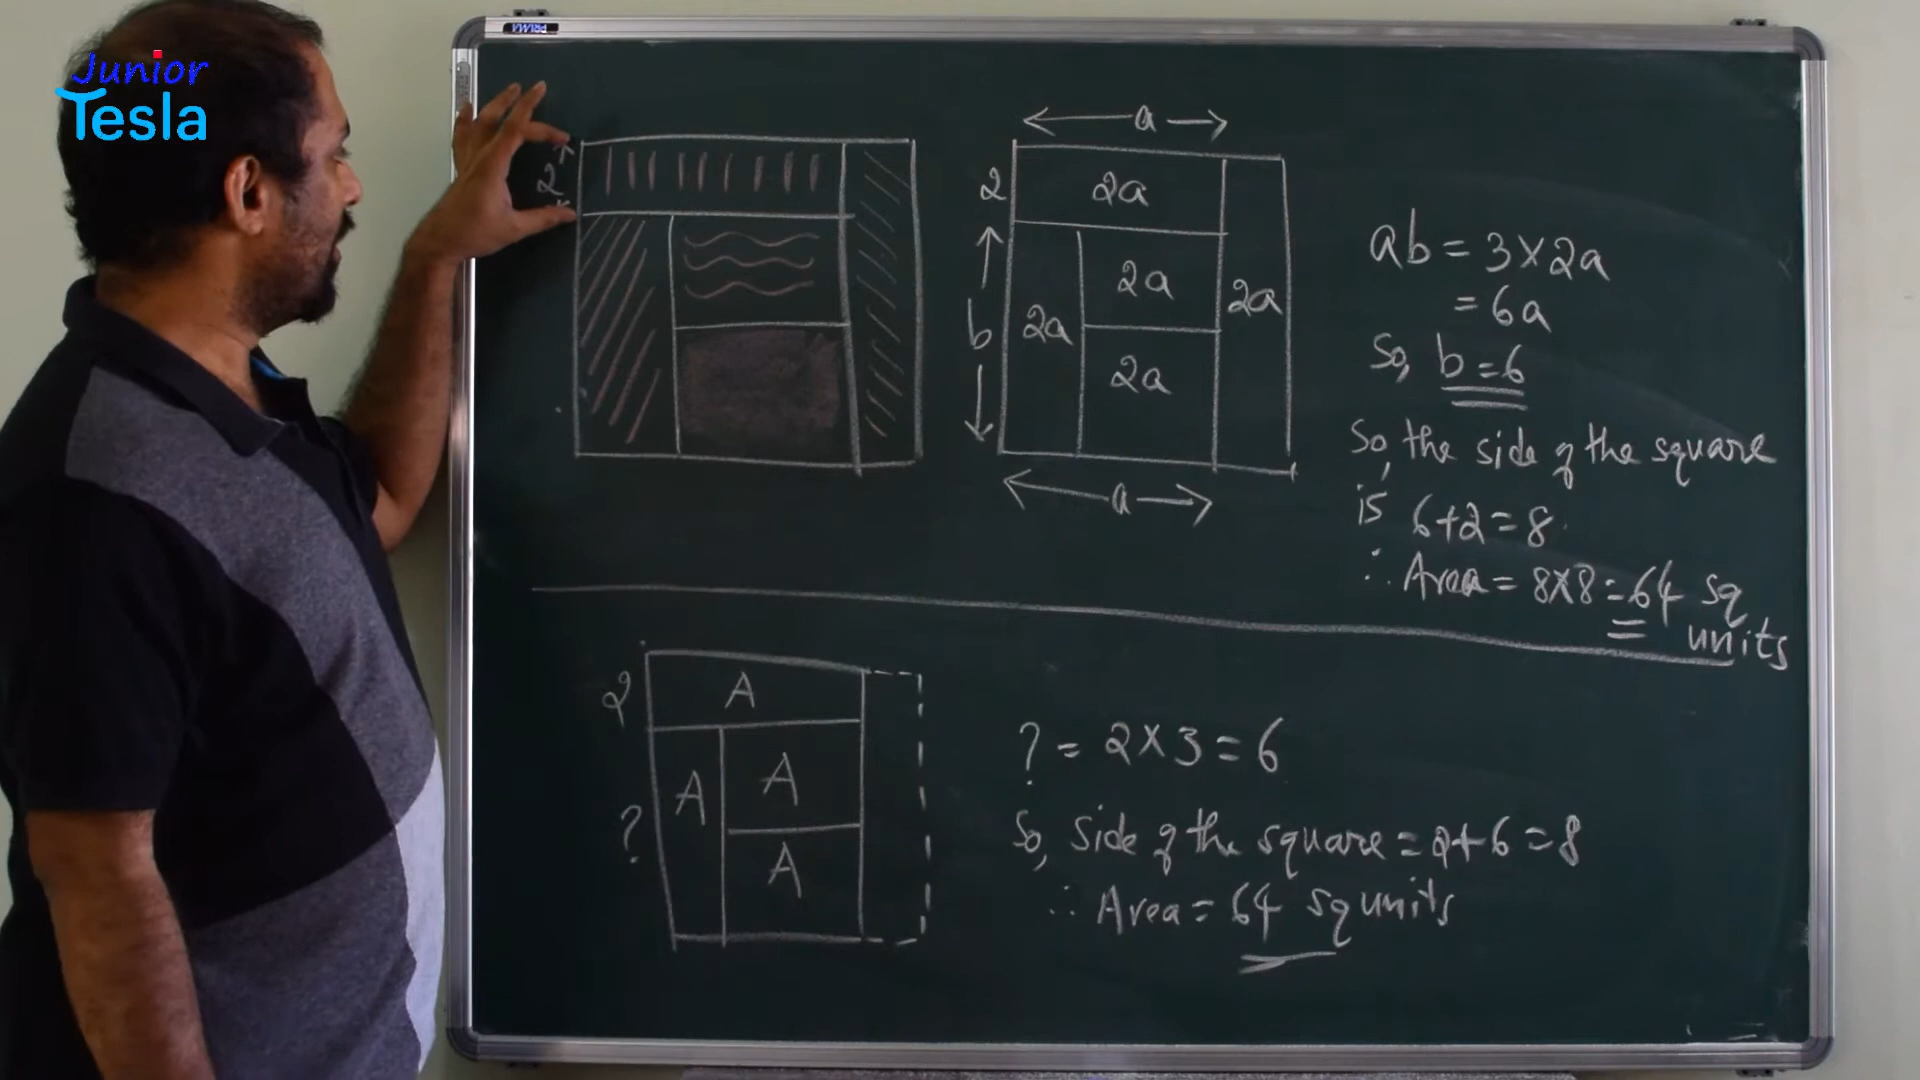 Junior
Tesla
PRIMA
2
a
2
2a
b
2a
2a
2a
2a
a
ab = 3×2a
= 6a
So, b = 6
So, the side of the square
is 6+2=8
∴ Area = 8×8 = 64 sq
units
2
A
?
A
A
A
? = 2×3 = 6
So, side of the square = 2+6 = 8
∴ Area = 64 sq units